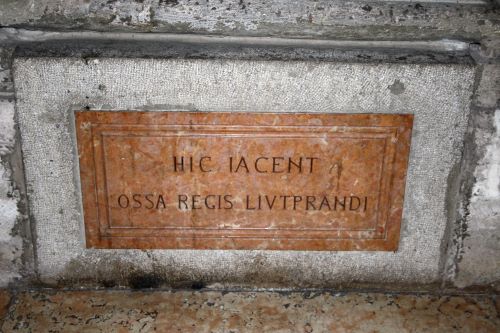 HIC IACENT
OSSA REGIS LIVTPRANDI